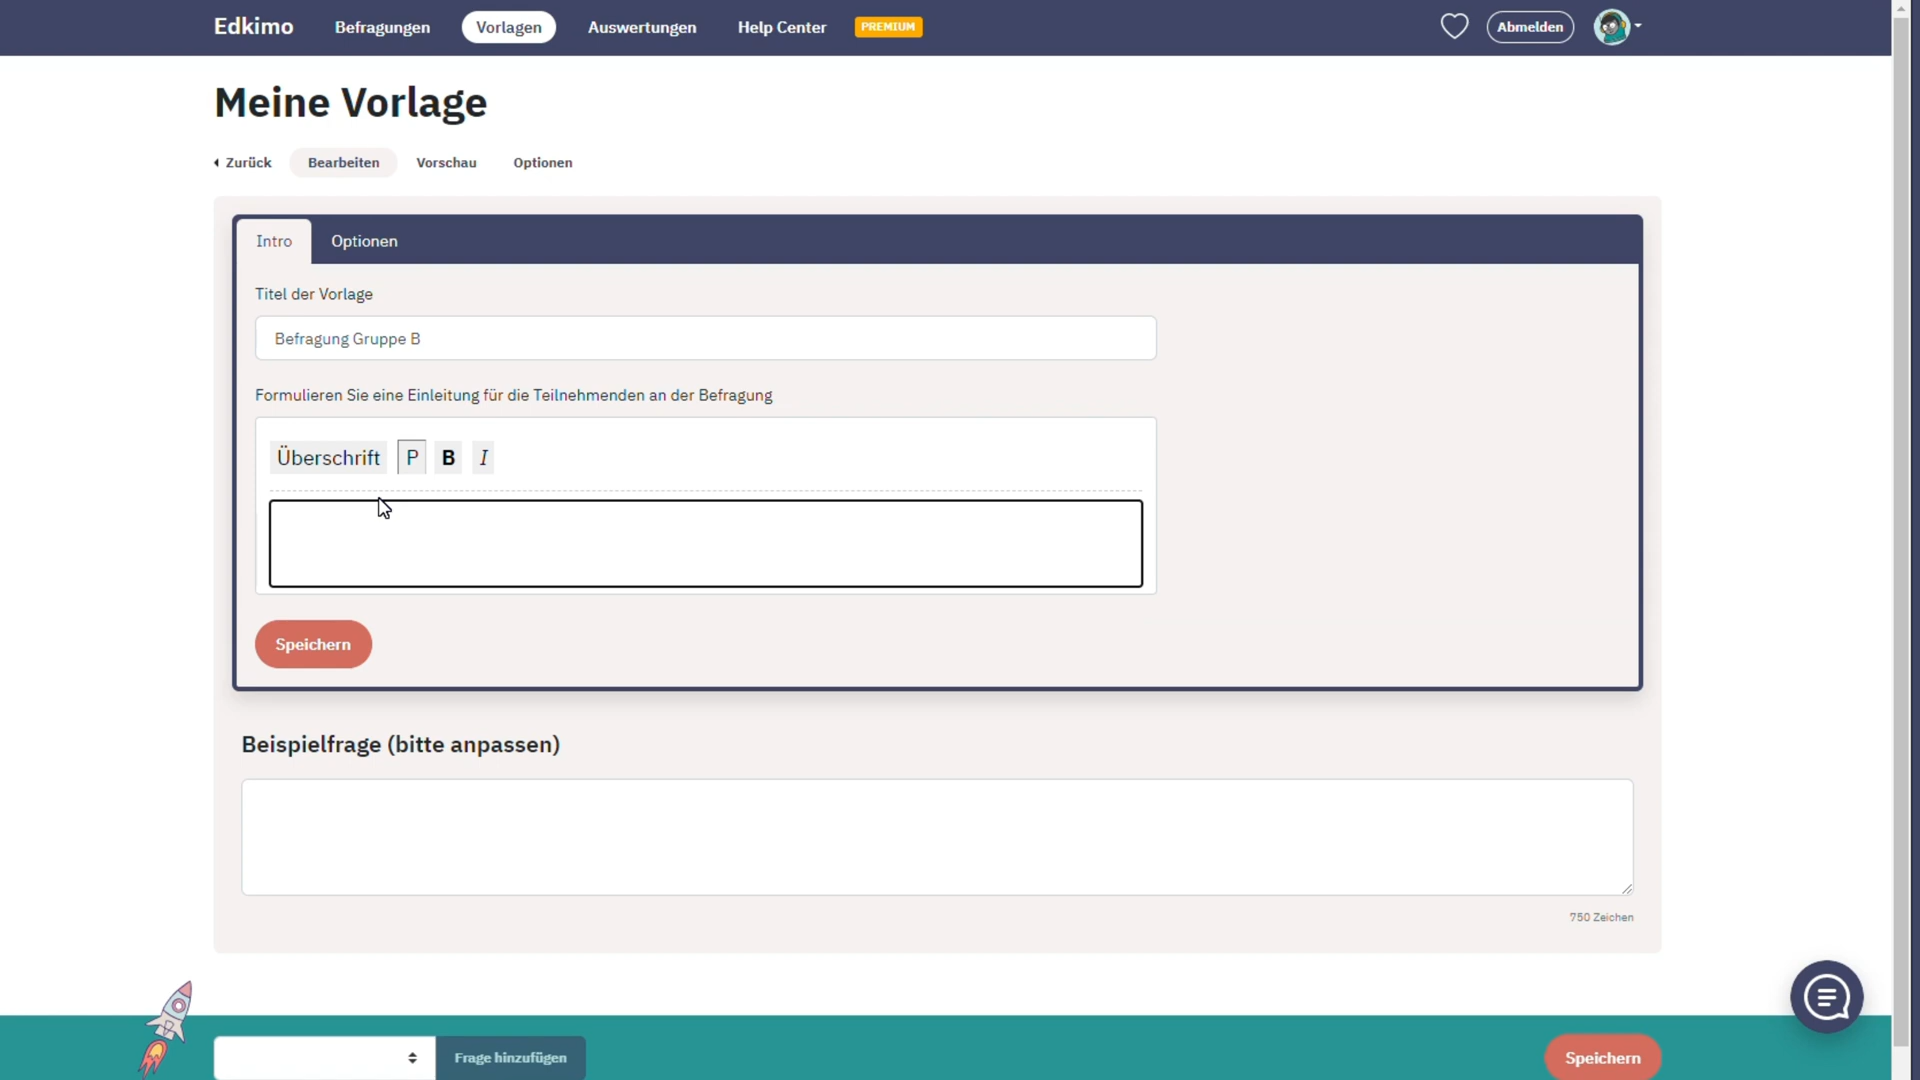 Edkimo Befragungen Vorlagen Auswertungen Help Center PREMIUM Abmelden
Meine Vorlage
Zurück Bearbeiten Vorschau Optionen
Intro Optionen
Titel der Vorlage
Befragung Gruppe B
Formulieren Sie eine Einleitung für die Teilnehmenden an der Befragung
Überschrift P B I
Speichern
Beispielfrage (bitte anpassen)
750 Zeichen
Frage hinzufügen Speichern